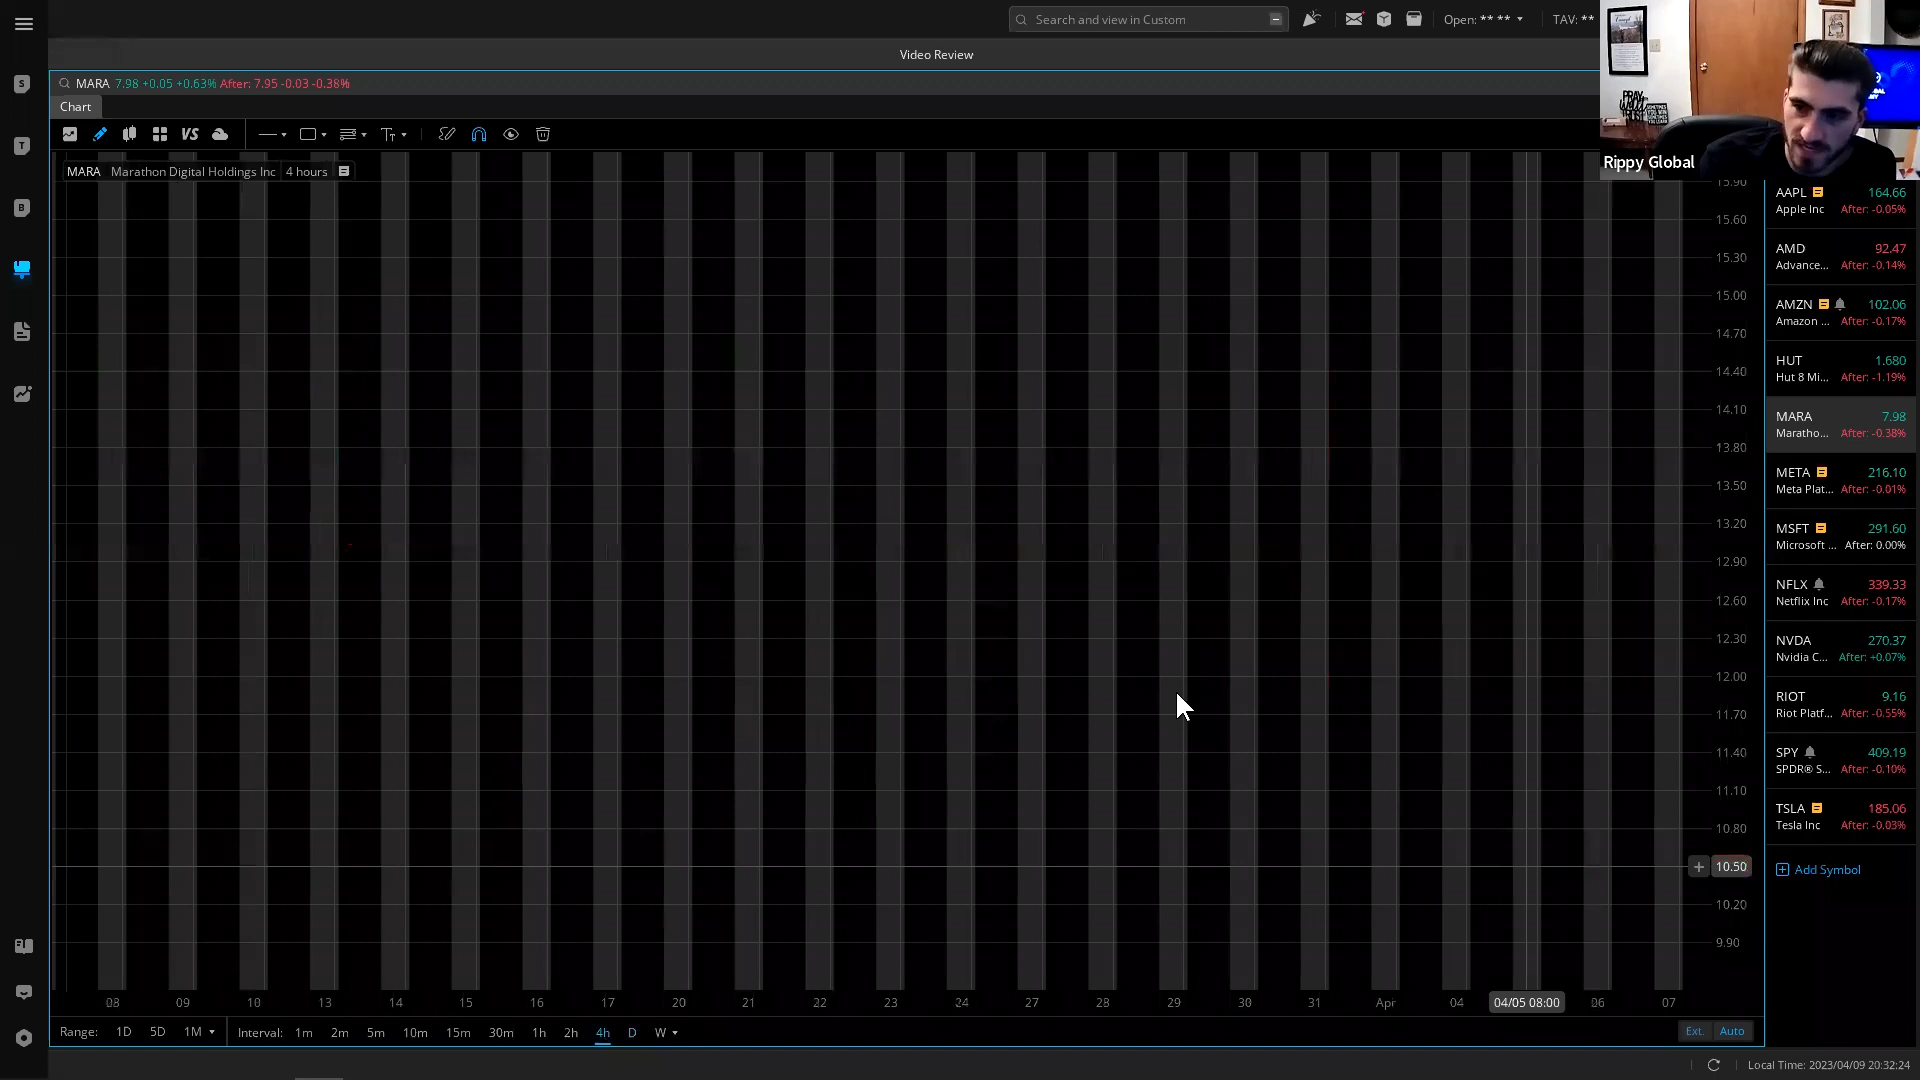 Search and view in Custom
Open: ** **
TAV: **
Video Review
MARA 7.98 +0.05 +0.63% After: 7.95 -0.03 -0.38%
Chart
VS
MARA Marathon Digital Holdings Inc 4 hours
S
T
B
PRAY
Rippy Global
15.90
15.60
15.30
15.00
14.70
14.40
14.10
13.80
13.50
13.20
12.90
12.60
12.30
12.00
11.70
11.40
11.10
10.80
10.50
10.20
9.90
AAPL 164.66
Apple Inc After: -0.05%
AMD 92.47
Advance... After: -0.14%
AMZN 102.06
Amazon ... After: -0.17%
HUT 1.680
Hut 8 Mi... After: -1.19%
MARA 7.98
Maratho... After: -0.38%
META 216.10
Meta Plat... After: -0.01%
MSFT 291.60
Microsoft ... After: 0.00%
NFLX 339.33
Netflix Inc After: -0.17%
NVDA 270.37
Nvidia C... After: +0.07%
RIOT 9.16
Riot Platf... After: -0.55%
SPY 409.19
SPDR® S... After: -0.10%
TSLA 185.06
Tesla Inc After: -0.03%
Add Symbol
08 09 10 13 14 15 16 17 20 21 22 23 24 27 28 29 30 31 Apr 04 04/05 08:00 06 07
Range: 1D 5D 1M Interval: 1m 2m 5m 10m 15m 30m 1h 2h 4h D W
Ext. Auto
Local Time: 2023/04/09 20:32:24